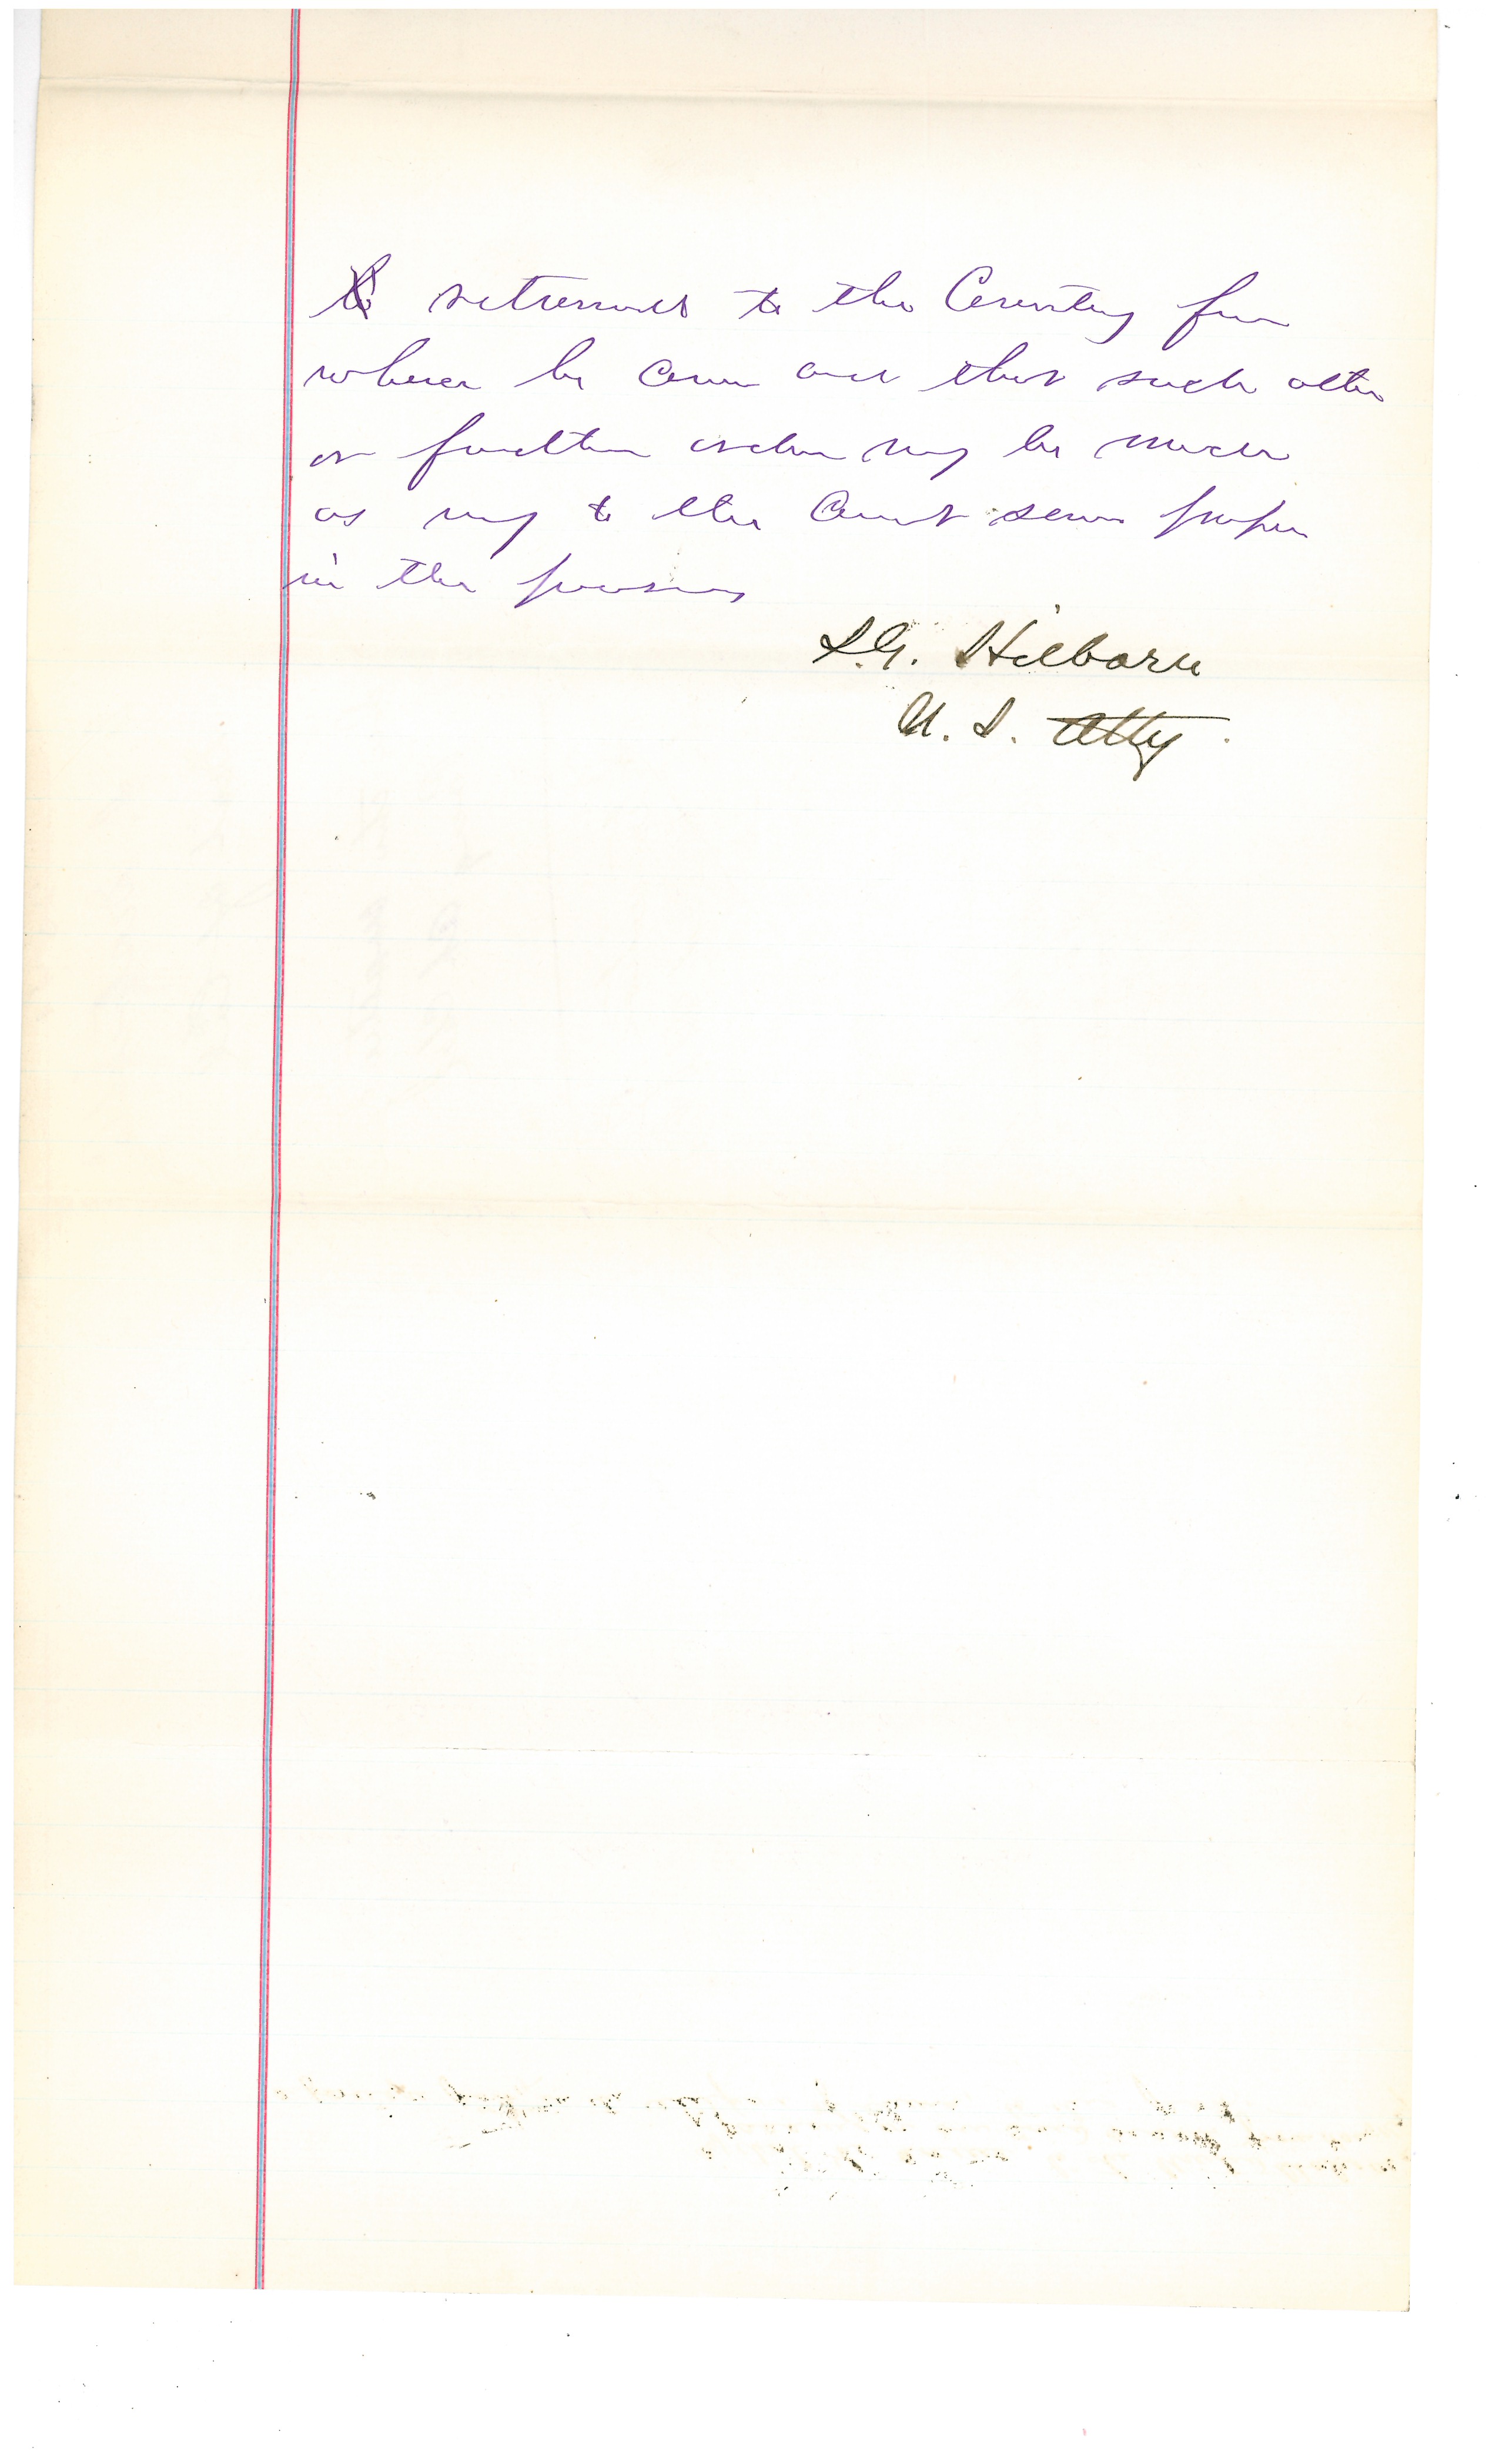 returned to the Country from
whence he came and that such other
or further order may be made
as may to the Court seem proper
in the premises
S.G. Hilborn
U. S. Atty.